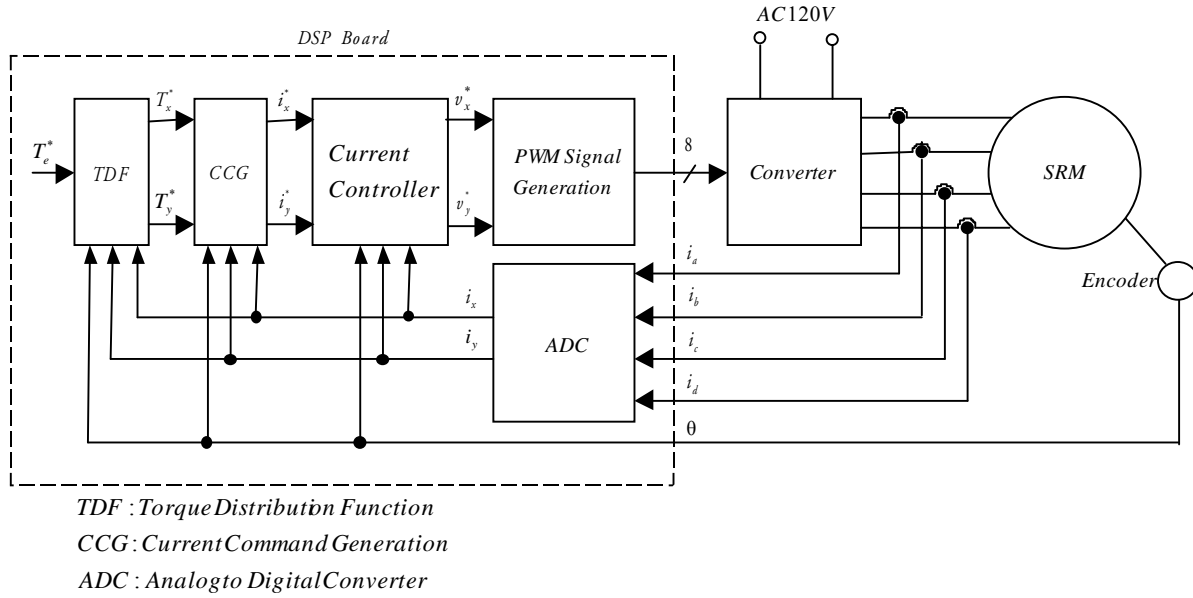 AC120V
DSP Board
T_e^*
TDF
T_x^*
T_y^*
CCG
i_x^*
i_y^*
Current
Controller
v_x^*
v_y^*
PWM Signal
Generation
8
Converter
SRM
Encoder
i_a
i_b
i_c
i_d
i_x
i_y
ADC
θ
TDF : Torque Distribution Function
CCG : Current Command Generation
ADC : Analogto Digital Converter